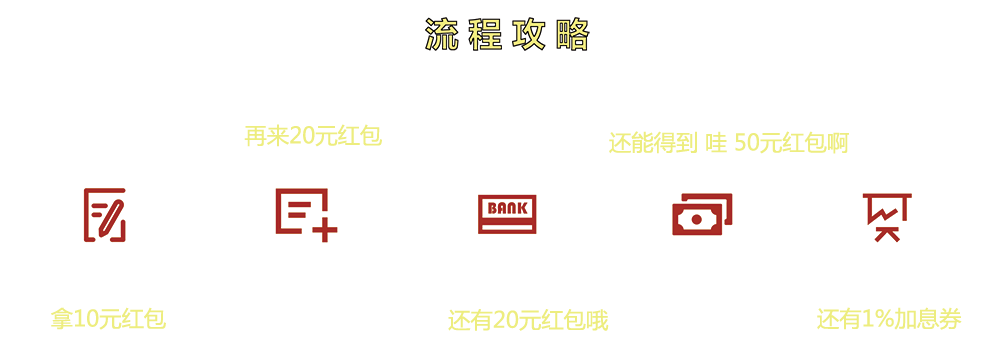 流程攻略
再来20元红包
还能得到 哇 50元红包啊
BANK
拿10元红包
还有20元红包哦
还有1%加息券